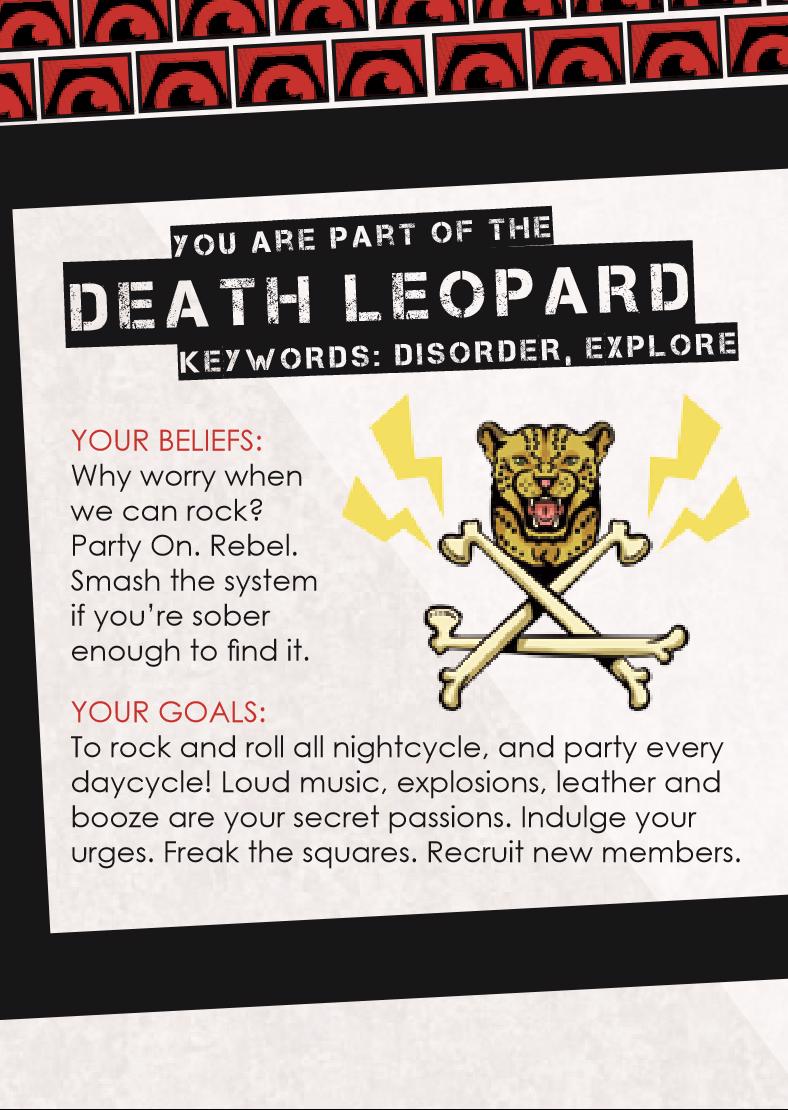 YOU ARE PART OF THE
DEATH LEOPARD
KEYWORDS: DISORDER, EXPLORE
YOUR BELIEFS:
Why worry when
we can rock?
Party On. Rebel.
Smash the system
if you’re sober
enough to find it.
YOUR GOALS:
To rock and roll all nightcycle, and party every
daycycle! Loud music, explosions, leather and
booze are your secret passions. Indulge your
urges. Freak the squares. Recruit new members.